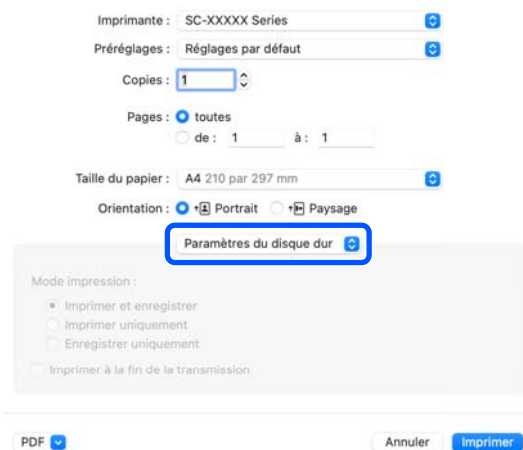 Imprimante : SC-XXXXX Series
Préréglages : Réglages par défaut
Copies : 1
Pages : toutes
de : 1 à : 1
Taille du papier : A4 210 par 297 mm
Orientation : Portrait Paysage
Paramètres du disque dur
Mode impression :
Imprimer et enregistrer
Imprimer uniquement
Enregistrer uniquement
Imprimer à la fin de la transmission
PDF Annuler Imprimer